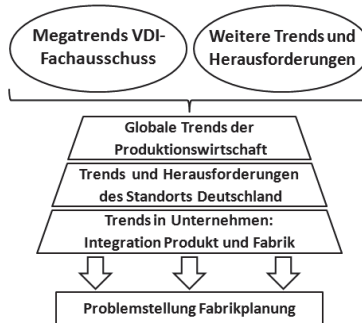 Megatrends VDI-
Fachausschuss
Weitere Trends und
Herausforderungen
Globale Trends der
Produktionswirtschaft
Trends und Herausforderungen
des Standorts Deutschland
Trends in Unternehmen:
Integration Produkt und Fabrik
Problemstellung Fabrikplanung